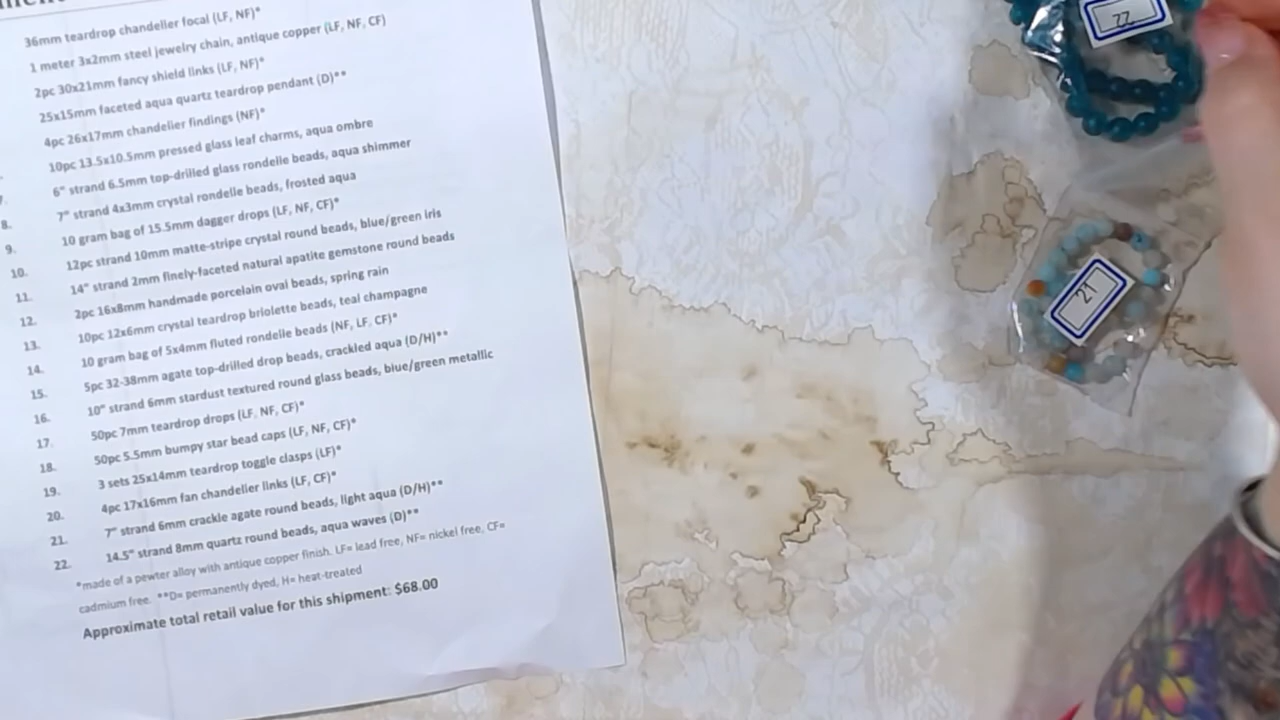 36mm teardrop chandelier focal (LF, NF)*
1 meter 3x2mm steel jewelry chain, antique copper (LF, NF, CF)
2pc 30x21mm fancy shield links (LF, NF)*
25x15mm faceted aqua quartz teardrop pendant (D)**
4pc 26x17mm chandelier findings (NF)*
10pc 13.5x10.5mm pressed glass leaf charms, aqua ombre
7. 6" strand 6.5mm top-drilled glass rondelle beads, aqua shimmer
8. 7" strand 4x3mm crystal rondelle beads, frosted aqua
9. 10 gram bag of 15.5mm dagger drops (LF, NF, CF)*
10. 12pc strand 10mm matte-stripe crystal round beads, blue/green iris
11. 14" strand 2mm finely-faceted natural apatite gemstone round beads
12. 2pc 16x8mm handmade porcelain oval beads, spring rain
13. 10pc 12x6mm crystal teardrop briolette beads, teal champagne
14. 10 gram bag of 5x4mm fluted rondelle beads (NF, LF, CF)*
15. 5pc 32-38mm agate top-drilled drop beads, crackled aqua (D/H)**
16. 10" strand 6mm stardust textured round glass beads, blue/green metallic
17. 50pc 7mm teardrop drops (LF, NF, CF)*
18. 50pc 5.5mm bumpy star bead caps (LF, NF, CF)*
19. 3 sets 25x14mm teardrop toggle clasps (LF)*
20. 4pc 17x16mm fan chandelier links (LF, CF)*
21. 7" strand 6mm crackle agate round beads, light aqua (D/H)**
22. 14.5" strand 8mm quartz round beads, aqua waves (D)**
*made of a pewter alloy with antique copper finish. LF= lead free, NF= nickel free, CF=
cadmium free. **D= permanently dyed, H= heat-treated
Approximate total retail value for this shipment: $68.00
22
21